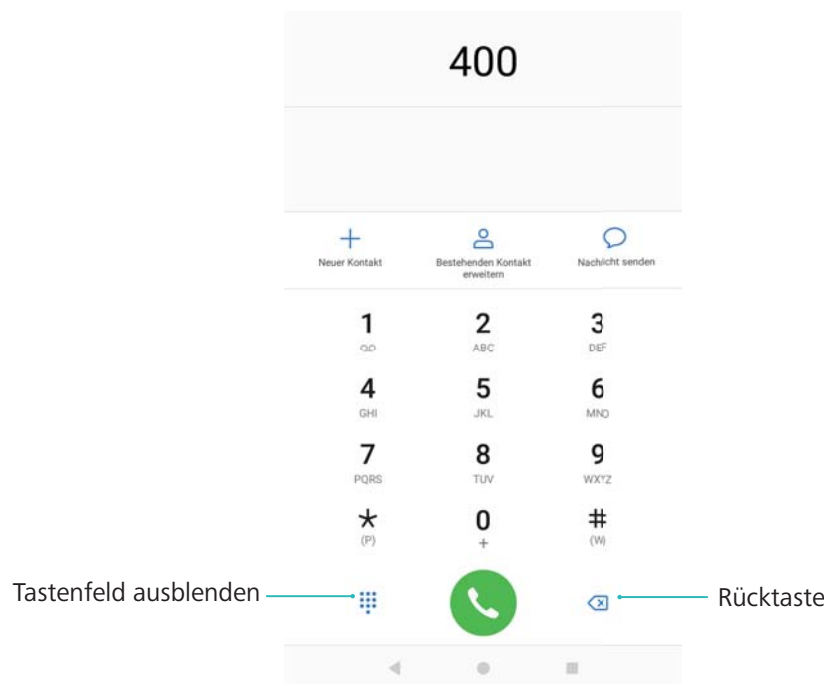 400
Neuer Kontakt
Bestehenden Kontakt
erweitern
Nachricht senden
1 2 3
ABC DEF
4 5 6
GHI JKL MNO
7 8 9
PQRS TUV WXYZ
* 0 #
(P) + (W)
Tastenfeld ausblenden
Rücktaste